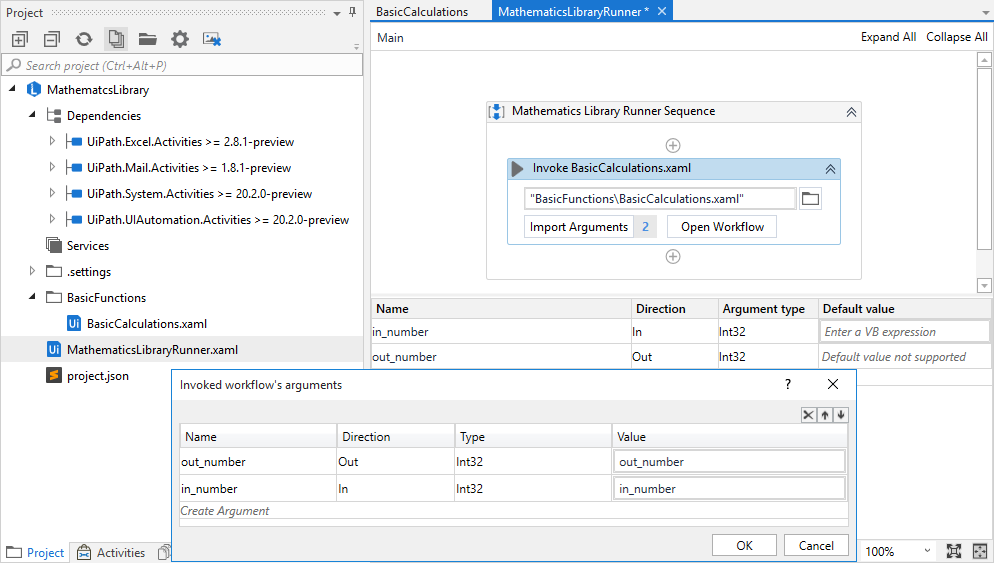 Project
Search project (Ctrl+Alt+P)
MathematcsLibrary
Dependencies
UiPath.Excel.Activities >= 2.8.1-preview
UiPath.Mail.Activities >= 1.8.1-preview
UiPath.System.Activities >= 20.2.0-preview
UiPath.UIAutomation.Activities >= 20.2.0-preview
Services
.settings
BasicFunctions
Ui BasicCalculations.xaml
Ui MathematicsLibraryRunner.xaml
project.json
BasicCalculations MathematicsLibraryRunner *
Main Expand All Collapse All
Mathematics Library Runner Sequence
Invoke BasicCalculations.xaml
"BasicFunctions\BasicCalculations.xaml"
Import Arguments 2 Open Workflow
Name Direction Argument type Default value
in_number In Int32 Enter a VB expression
out_number Out Int32 Default value not supported
Invoked workflow's arguments ?
Name Direction Type Value
out_number Out Int32 out_number
in_number In Int32 in_number
Create Argument
OK Cancel
Project Activities 100%